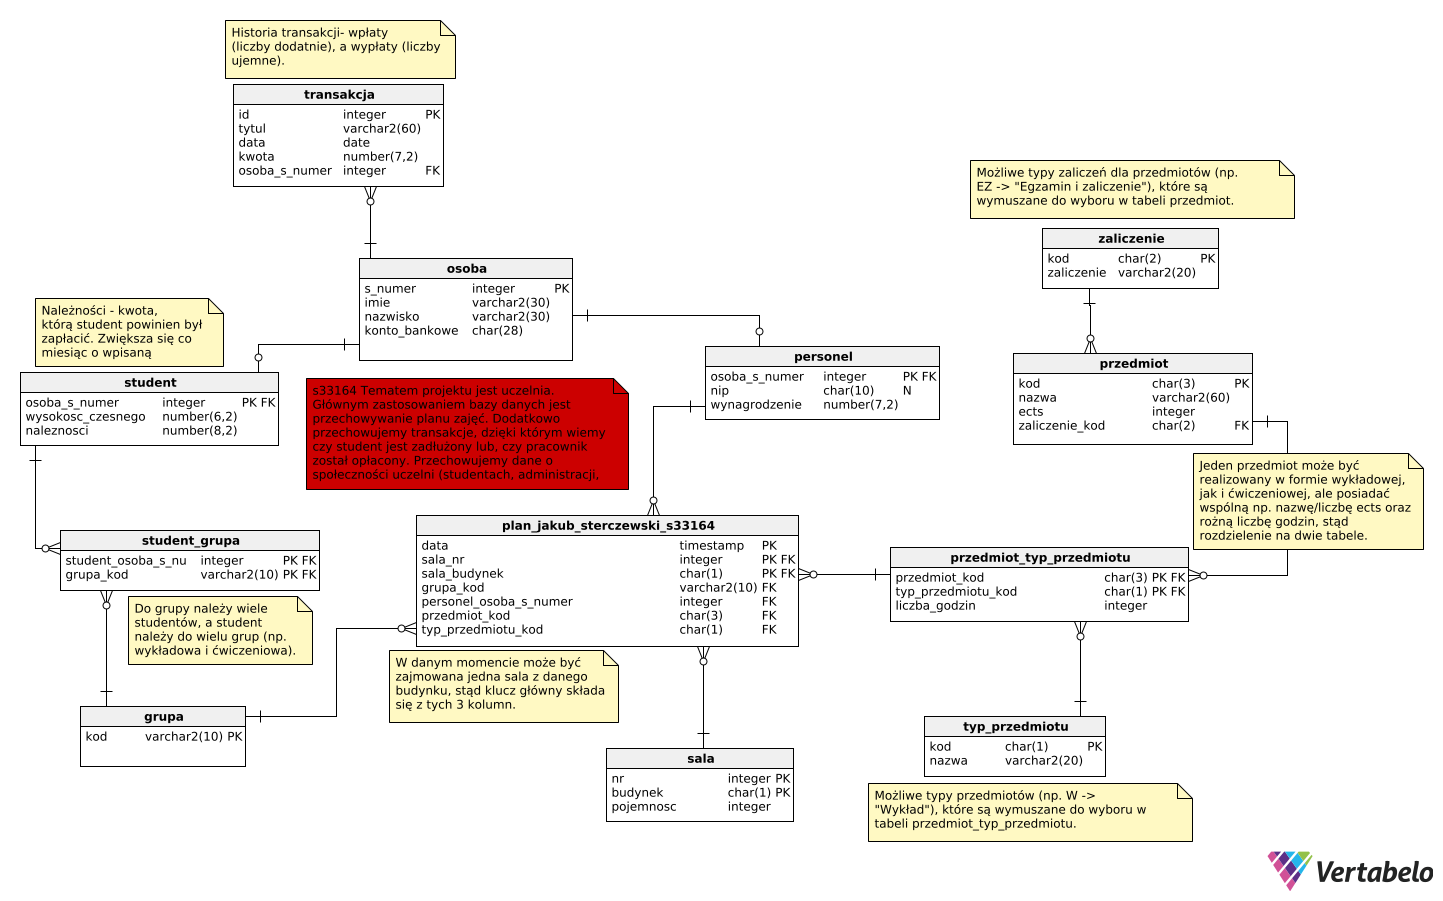 Historia transakcji- wpłaty
(liczby dodatnie), a wypłaty (liczby
ujemne).
transakcja
id integer PK
tytul varchar2(60)
data date
kwota number(7,2)
osoba_s_numer integer FK
Możliwe typy zaliczeń dla przedmiotów (np.
EZ -> "Egzamin i zaliczenie"), które są
wymuszane do wyboru w tabeli przedmiot.
zaliczenie
kod char(2) PK
zaliczenie varchar2(20)
osoba
s_numer integer PK
imie varchar2(30)
nazwisko varchar2(30)
konto_bankowe char(28)
Należności - kwota,
którą student powinien był
zapłacić. Zwiększa się co
miesiąc o wpisaną
student
osoba_s_numer integer PK FK
wysokosc_czesnego number(6,2)
naleznosci number(8,2)
s33164 Tematem projektu jest uczelnia.
Głównym zastosowaniem bazy danych jest
przechowywanie planu zajęć. Dodatkowo
przechowujemy transakcje, dzięki którym wiemy
czy student jest zadłużony lub, czy pracownik
został opłacony. Przechowujemy dane o
społeczności uczelni (studentach, administracji,
personel
osoba_s_numer integer PK FK
nip char(10) N
wynagrodzenie number(7,2)
przedmiot
kod char(3) PK
nazwa varchar2(60)
ects integer
zaliczenie_kod char(2) FK
Jeden przedmiot może być
realizowany w formie wykładowej,
jak i ćwiczeniowej, ale posiadać
wspólną np. nazwę/liczbę ects oraz
rożną liczbę godzin, stąd
rozdzielenie na dwie tabele.
student_grupa
student_osoba_s_nu integer PK FK
grupa_kod varchar2(10) PK FK
Do grupy należy wiele
studentów, a student
należy do wielu grup (np.
wykładowa i ćwiczeniowa).
plan_jakub_sterczewski_s33164
data timestamp PK
sala_nr integer PK FK
sala_budynek char(1) PK FK
grupa_kod varchar2(10) FK
personel_osoba_s_numer integer FK
przedmiot_kod char(3) FK
typ_przedmiotu_kod char(1) FK
przedmiot_typ_przedmiotu
przedmiot_kod char(3) PK FK
typ_przedmiotu_kod char(1) PK FK
liczba_godzin integer
W danym momencie może być
zajmowana jedna sala z danego
budynku, stąd klucz główny składa
się z tych 3 kolumn.
grupa
kod varchar2(10) PK
sala
nr integer PK
budynek char(1) PK
pojemnosc integer
typ_przedmiotu
kod char(1) PK
nazwa varchar2(20)
Możliwe typy przedmiotów (np. W ->
"Wykład"), które są wymuszane do wyboru w
tabeli przedmiot_typ_przedmiotu.
Vertabelo